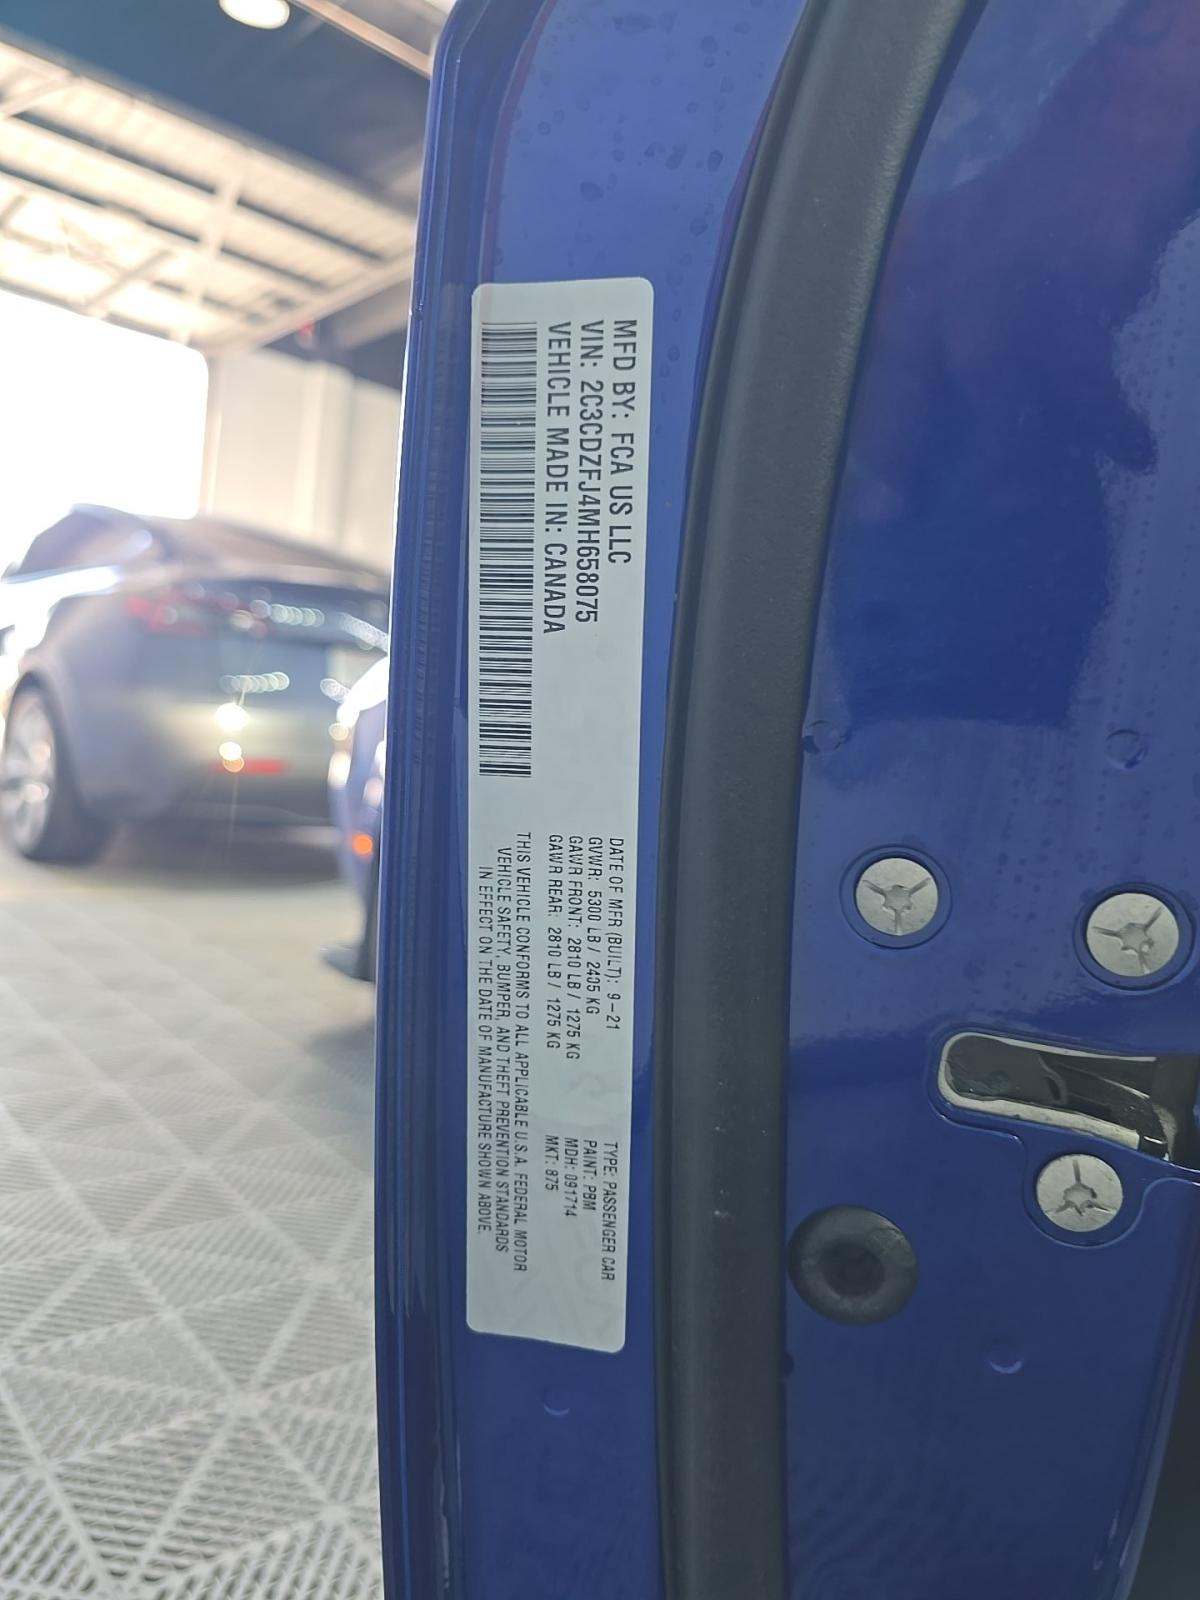 MFD BY: FCA US LLC
VIN: 2C3CDZFJ4MH658075
VEHICLE MADE IN: CANADA
DATE OF MFR (BUILT): 9-21
GVWR: 5300 LB / 2405 KG
GAWR FRONT: 2810 LB / 1275 KG
GAWR REAR: 2810 LB / 1275 KG
TYPE: PASSENGER CAR
PAINT: PBM
MDH: 091714
MKT: 875
THIS VEHICLE CONFORMS TO ALL APPLICABLE U.S.A. FEDERAL MOTOR
VEHICLE SAFETY, BUMPER, AND THEFT PREVENTION STANDARDS
IN EFFECT ON THE DATE OF MANUFACTURE SHOWN ABOVE.